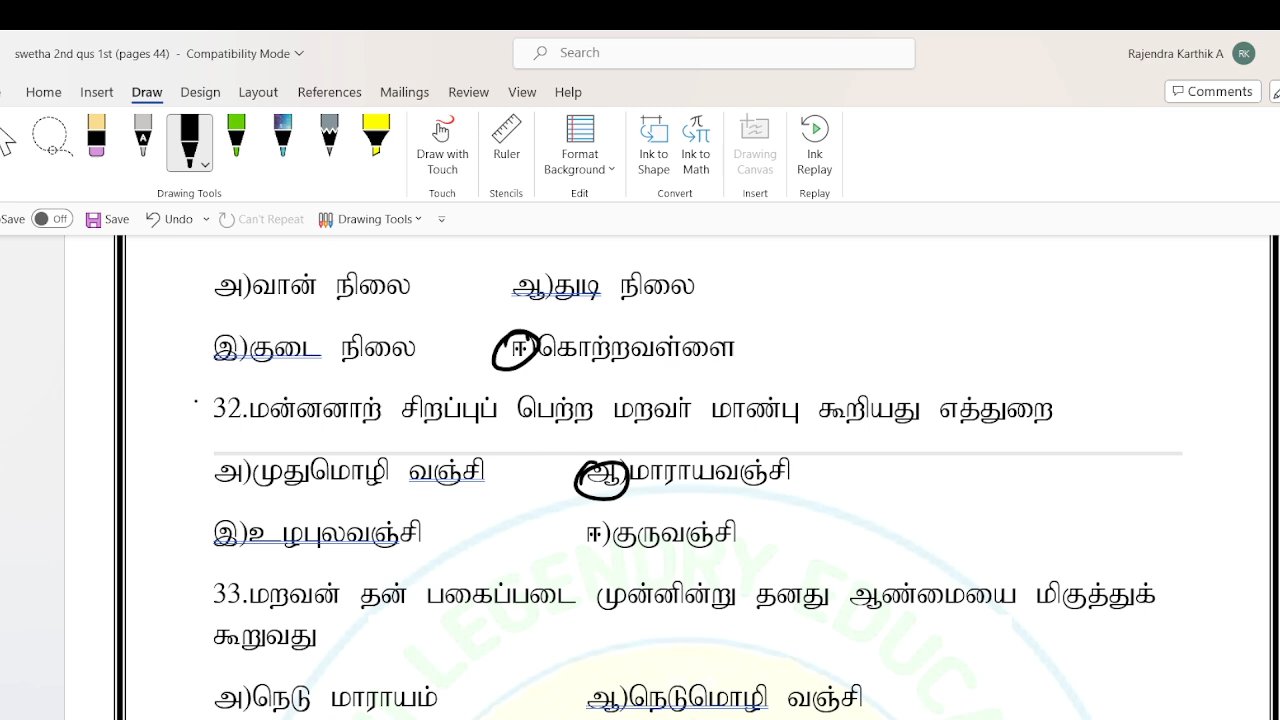 swetha 2nd qus 1st (pages 44) - Compatibility Mode Search Rajendra Karthik A RK
Home Insert Draw Design Layout References Mailings Review View Help Comments
Draw with Touch Ruler Format Background Ink to Shape Ink to Math Drawing Canvas Ink Replay
Drawing Tools Touch Stencils Edit Convert Insert Replay
Save Off Save Undo Can't Repeat Drawing Tools
அ)வான் நிலை ஆ)துடி நிலை
இ)குடை நிலை ஈ)கொற்றவள்ளை
32.மன்னனாற் சிறப்புப் பெற்ற மறவர் மாண்பு கூறியது எத்துறை
அ)முதுமொழி வஞ்சி ஆ)மாராயவஞ்சி
இ)உழபுலவஞ்சி ஈ)குருவஞ்சி
33.மறவன் தன் பகைப்படை முன்னின்று தனது ஆண்மையை மிகுத்துக்
கூறுவது
அ)நெடு மாராயம் ஆ)நெடுமொழி வஞ்சி
LEGENDRY EDUC